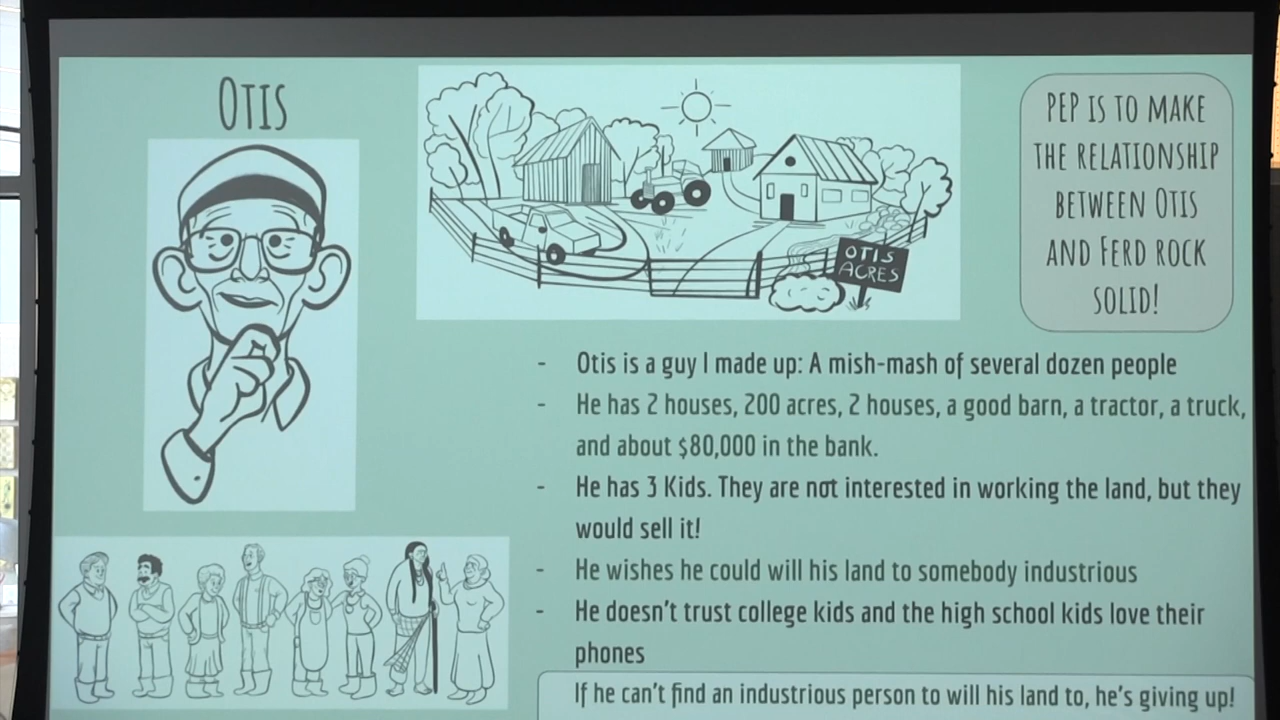 OTIS
OTIS
ACRES
PEP IS TO MAKE
THE RELATIONSHIP
BETWEEN OTIS
AND FERD ROCK
SOLID!
- Otis is a guy I made up: A mish-mash of several dozen people
- He has 2 houses, 200 acres, 2 houses, a good barn, a tractor, a truck,
and about $80,000 in the bank.
- He has 3 Kids. They are not interested in working the land, but they
would sell it!
- He wishes he could will his land to somebody industrious
- He doesn't trust college kids and the high school kids love their
phones
If he can't find an industrious person to will his land to, he's giving up!